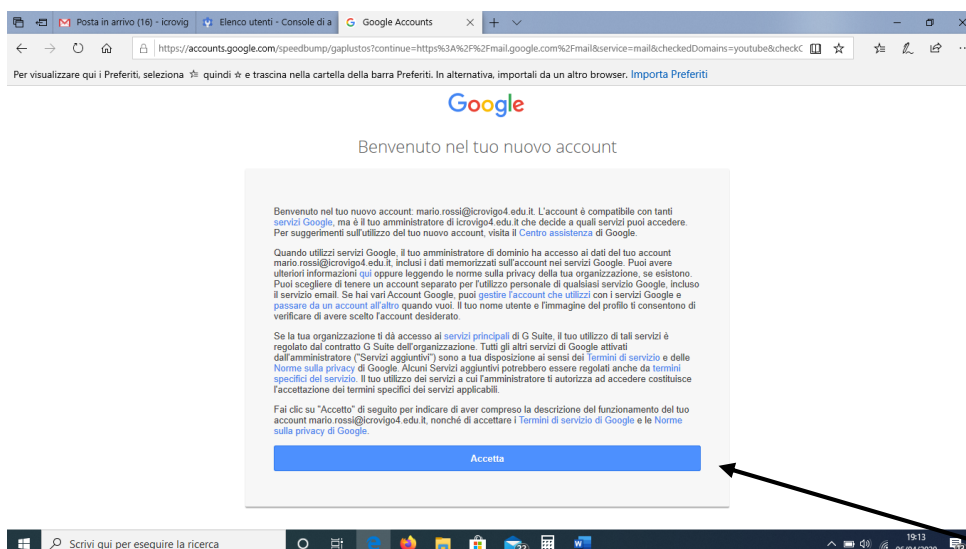 Posta in arrivo (16) - icrovig
Elenco utenti - Console di a
Google Accounts
https://accounts.google.com/speedbump/gaplustos?continue=https%3A%2F%2Fmail.google.com%2Fmail&service=mail&checkedDomains=youtube&checkC
Per visualizzare qui i Preferiti, seleziona quindi e trascina nella cartella della barra Preferiti. In alternativa, importali da un altro browser. Importa Preferiti
Google
Benvenuto nel tuo nuovo account
Benvenuto nel tuo nuovo account: mario.rossi@icrovigo4.edu.it. L'account è compatibile con tanti
servizi Google, ma è il tuo amministratore di icrovigo4.edu.it che decide a quali servizi puoi accedere.
Per suggerimenti sull'utilizzo del tuo nuovo account, visita il Centro assistenza di Google.
Quando utilizzi servizi Google, il tuo amministratore di dominio ha accesso ai dati del tuo account
mario.rossi@icrovigo4.edu.it, inclusi i dati memorizzati sull'account nei servizi Google. Puoi avere
ulteriori informazioni qui oppure leggendo le norme sulla privacy della tua organizzazione, se esistono.
Puoi scegliere di tenere un account separato per l'utilizzo personale di qualsiasi servizio Google, incluso
il servizio email. Se hai vari Account Google, puoi gestire l'account che utilizzi con i servizi Google e
passare da un account all'altro quando vuoi. Il tuo nome utente e l'immagine del profilo ti consentono di
verificare di avere scelto l'account desiderato.
Se la tua organizzazione ti dà accesso ai servizi principali di G Suite, il tuo utilizzo di tali servizi è
regolato dal contratto G Suite dell'organizzazione. Tutti gli altri servizi di Google attivati
dall'amministratore ("Servizi aggiuntivi") sono a tua disposizione ai sensi dei Termini di servizio e delle
Norme sulla privacy di Google. Alcuni Servizi aggiuntivi potrebbero essere regolati anche da termini
specifici del servizio. Il tuo utilizzo dei servizi a cui l'amministratore ti autorizza ad accedere costituisce
l'accettazione dei termini specifici dei servizi applicabili.
Fai clic su "Accetto" di seguito per indicare di aver compreso la descrizione del funzionamento del tuo
account mario.rossi@icrovigo4.edu.it, nonché di accettare i Termini di servizio di Google e le Norme
sulla privacy di Google.
Accetta
Scrivi qui per eseguire la ricerca
19:13